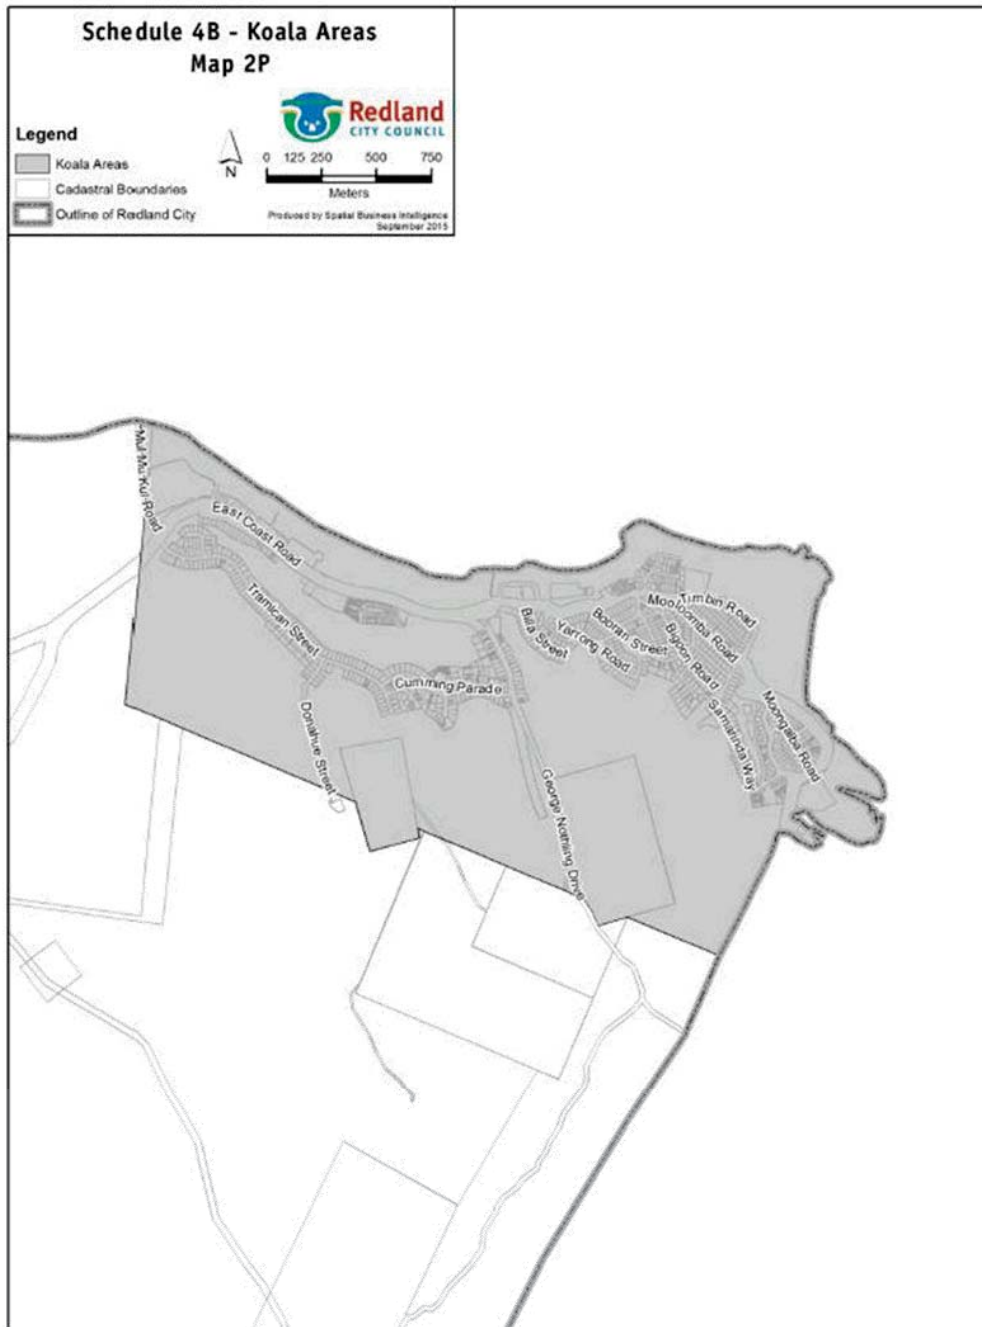 Schedule 4B - Koala Areas
Map 2P
Redland
CITY COUNCIL
Legend
Koala Areas
Cadastral Boundaries
Outline of Redland City
N
0 125 250 500 750
Meters
Produced by Spatial Business Intelligence
September 2015
Mul-Mu-Kul-Road
East Coast Road
Tramican Street
Donahue Street
Cumming Parade
George Nothling Drive
Billa Street
Yarrong Road
Booran Street
Timbin Road
Mooloomba Road
Bigoon Road
Samarinda Way
Moongalba Road